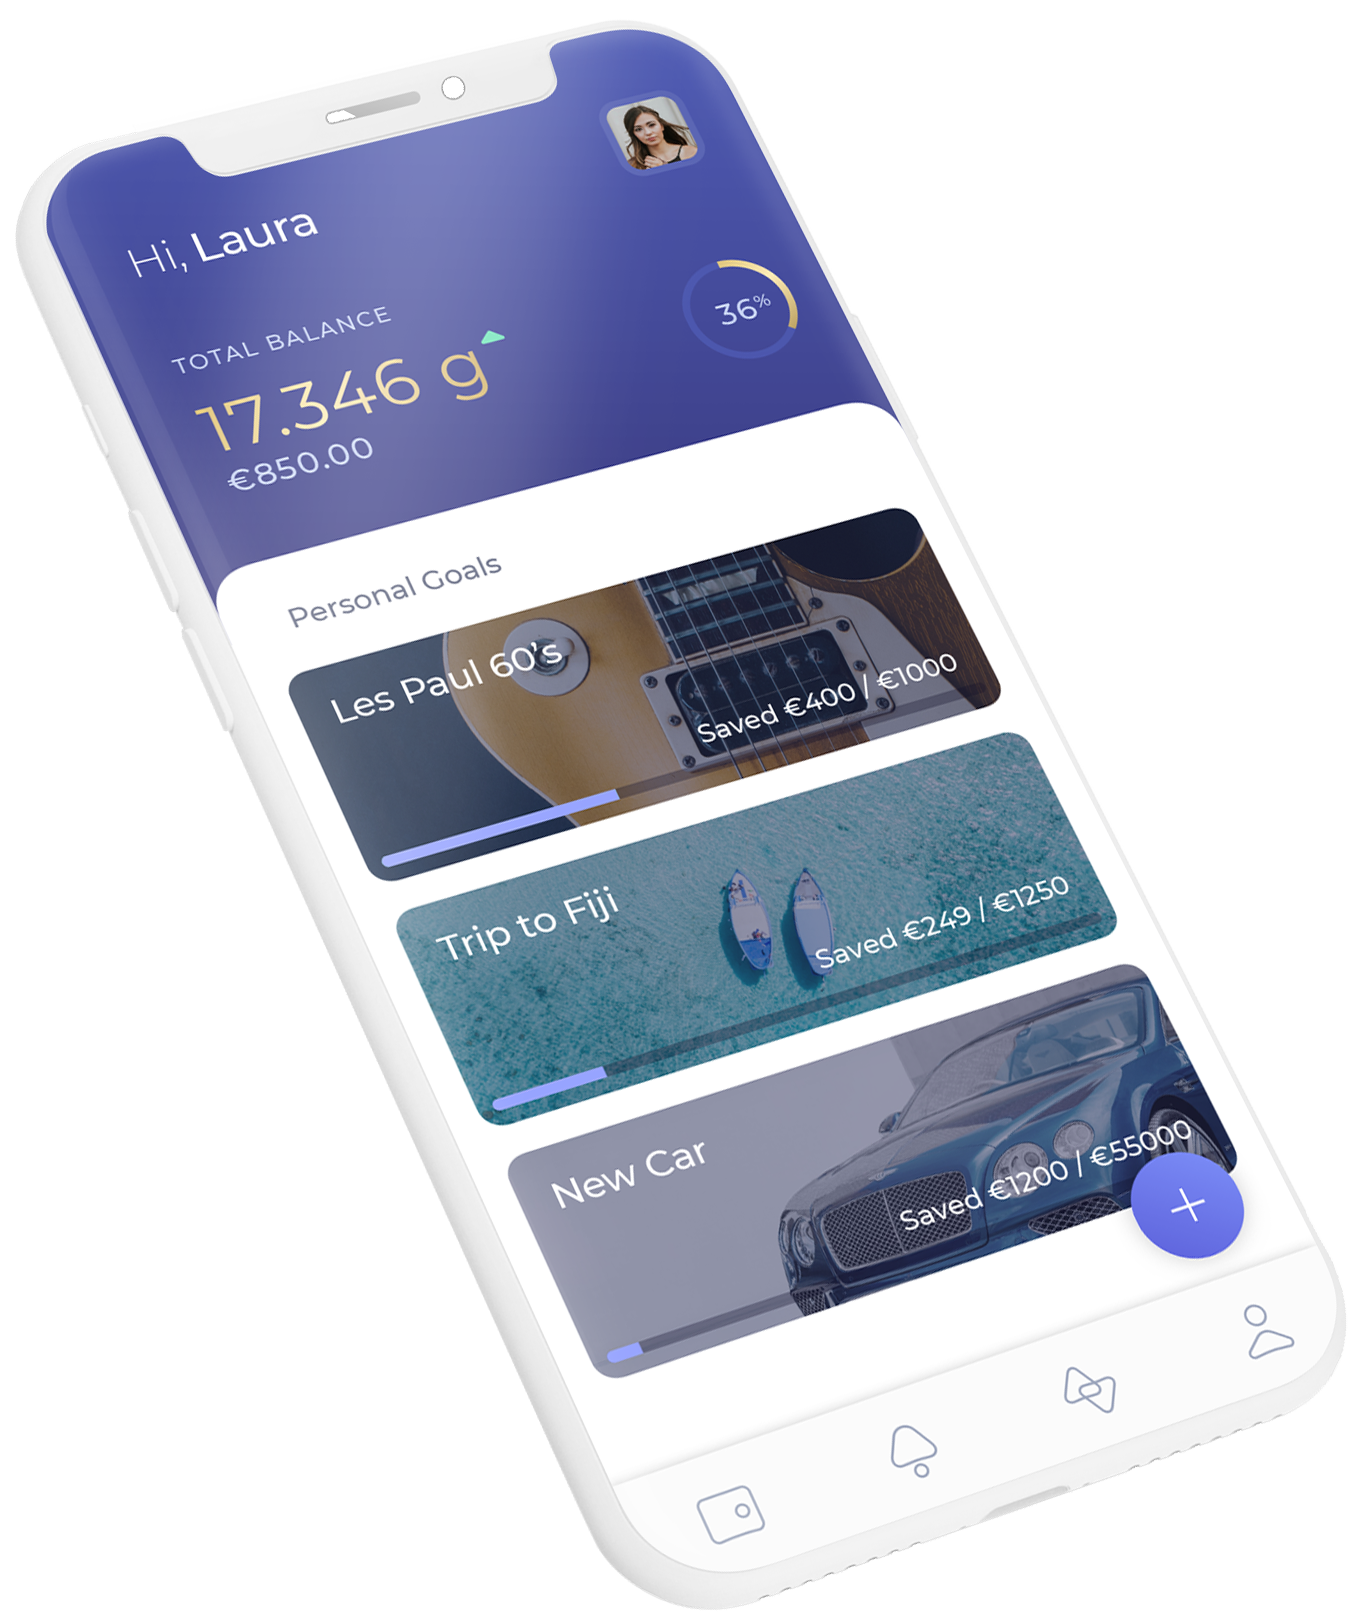 Hi, Laura
TOTAL BALANCE
17.346 g
€850.00
36%
Personal Goals
Les Paul 60's
Saved €400 / €1000
Trip to Fiji
Saved €249 / €1250
New Car
Saved €1200 / €55000